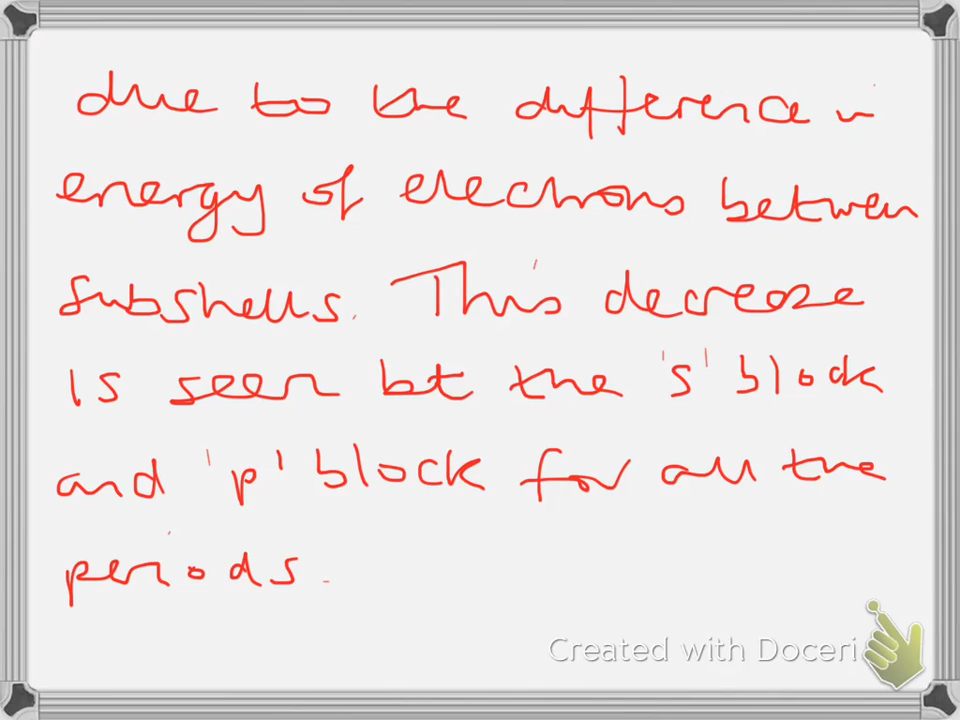 due to the difference in
energy of electrons between
subshells. This decrease
is seen bt the 's' block
and 'p' block for all the
periods.
Created with Doceri